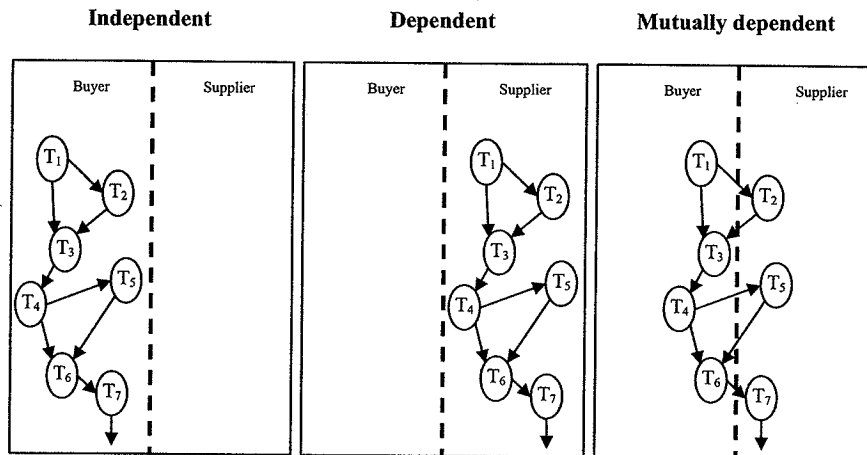 Independent
Dependent
Mutually dependent
Buyer
Supplier
T1
T2
T3
T4
T5
T6
T7
Buyer
Supplier
T1
T2
T3
T4
T5
T6
T7
Buyer
Supplier
T1
T2
T3
T4
T5
T6
T7